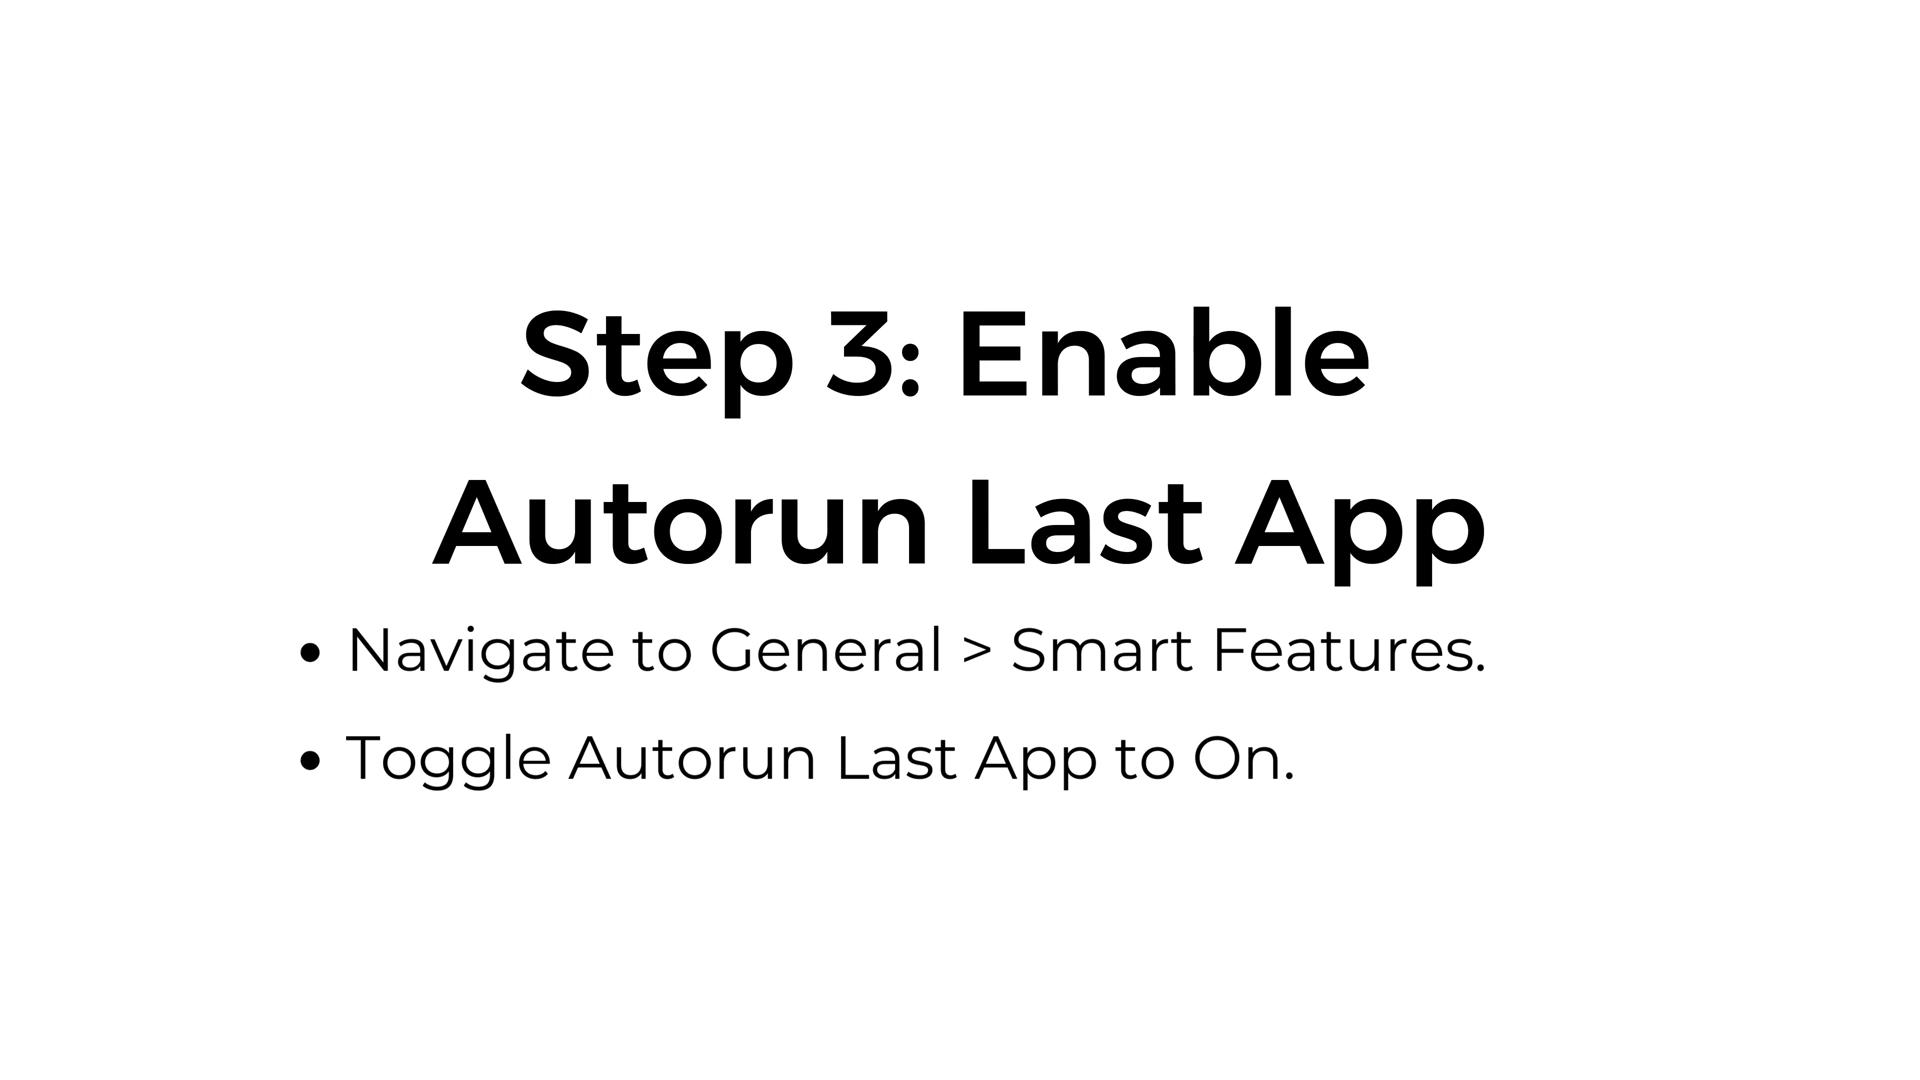 Step 3: Enable
Autorun Last App
• Navigate to General > Smart Features.
• Toggle Autorun Last App to On.